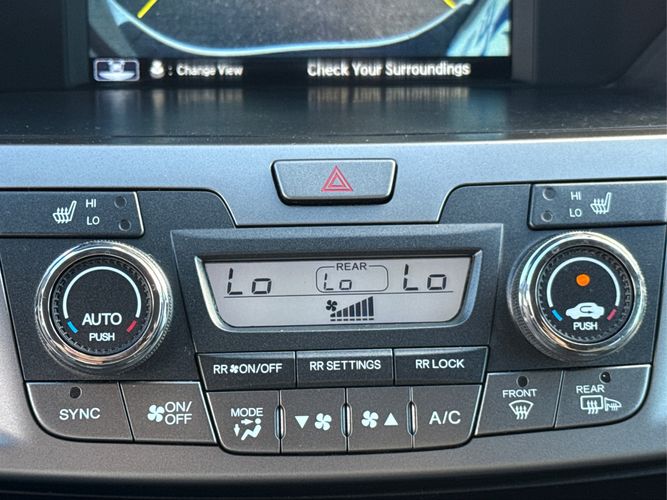 : Change View
Check Your Surroundings
HI
LO
HI
LO
REAR
Lo
Lo
Lo
AUTO
PUSH
PUSH
RR ON/OFF
RR SETTINGS
RR LOCK
SYNC
ON/
OFF
MODE
A/C
FRONT
REAR